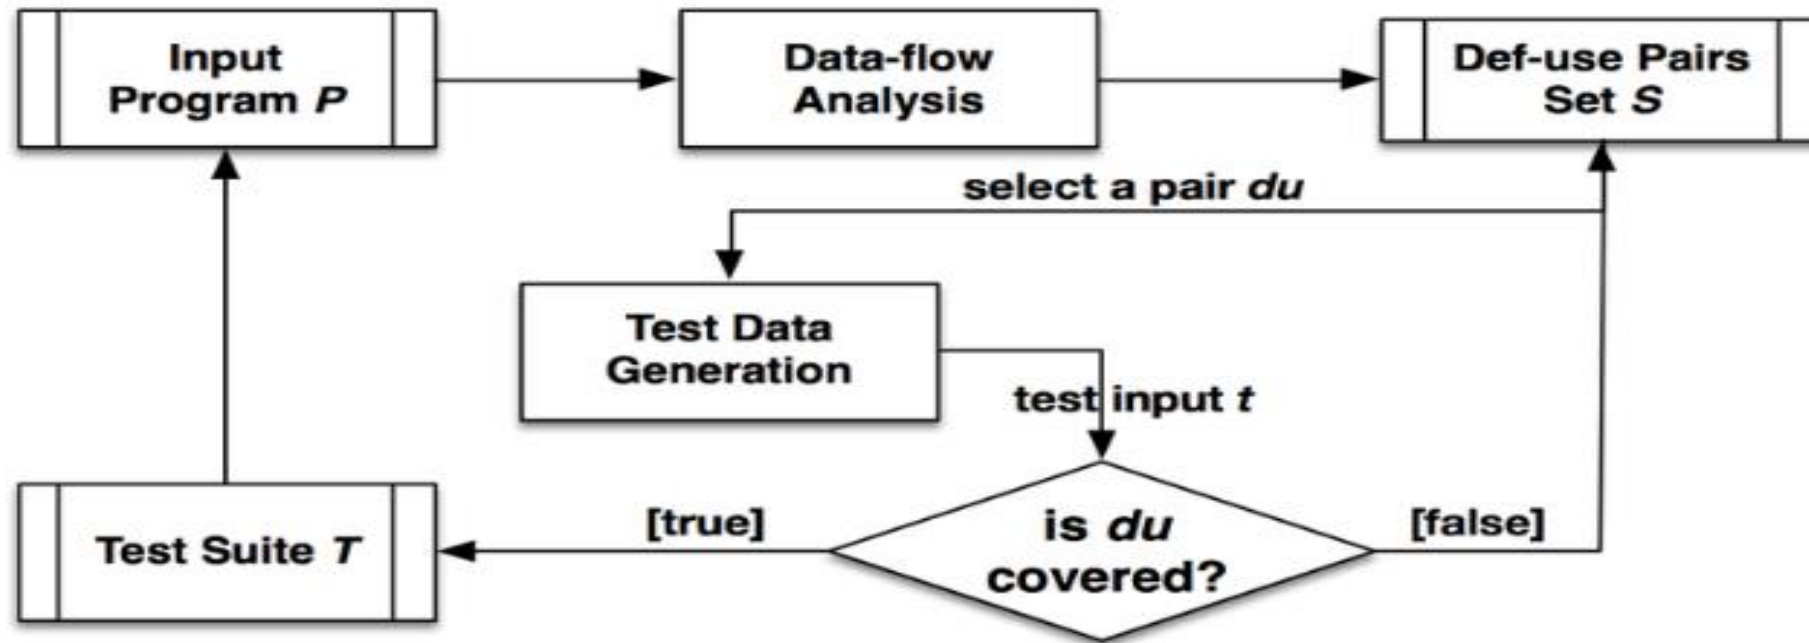 Input
Program P
Data-flow
Analysis
Def-use Pairs
Set S
select a pair du
Test Data
Generation
test input t
Test Suite T
[true]
is du
covered?
[false]